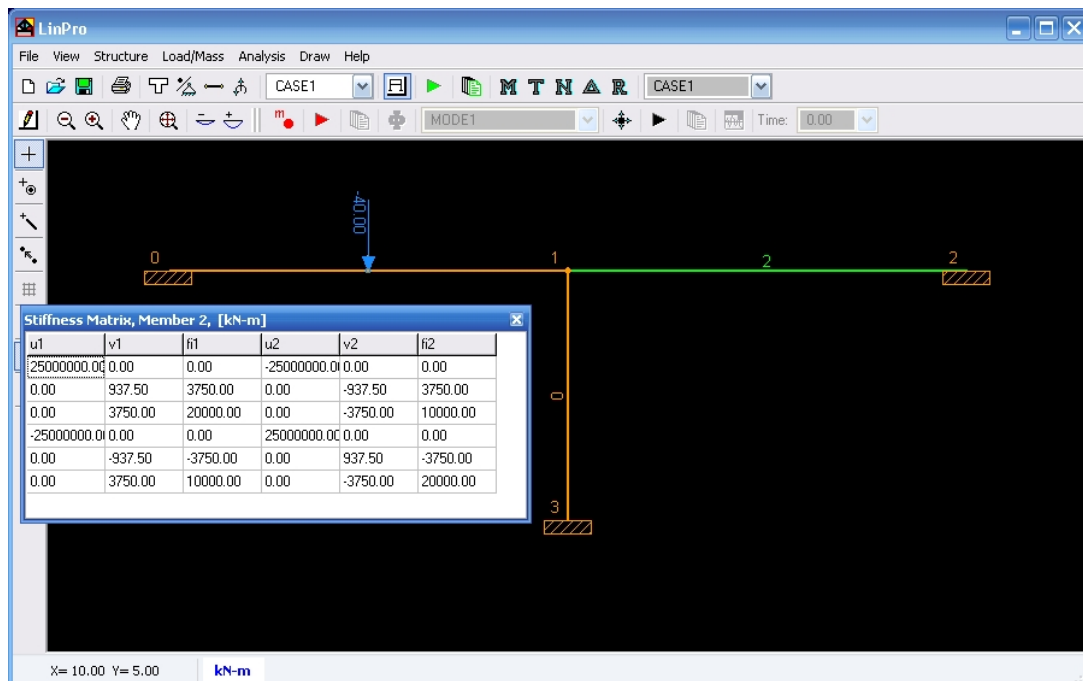 LinPro
File View Structure Load/Mass Analysis Draw Help
CASE1 M T N R CASE1
m MODE1 Time: 0.00
-40.00
0 1 2 2
Stiffness Matrix, Member 2, [kN-m]
u1 v1 fi1 u2 v2 fi2
25000000.00 0.00 0.00 -25000000.0 0.00 0.00
0.00 937.50 3750.00 0.00 -937.50 3750.00
0.00 3750.00 20000.00 0.00 -3750.00 10000.00
-25000000.0 0.00 0.00 25000000.00 0.00 0.00
0.00 -937.50 -3750.00 0.00 937.50 -3750.00
0.00 3750.00 10000.00 0.00 -3750.00 20000.00
0
3
X= 10.00 Y= 5.00 kN-m